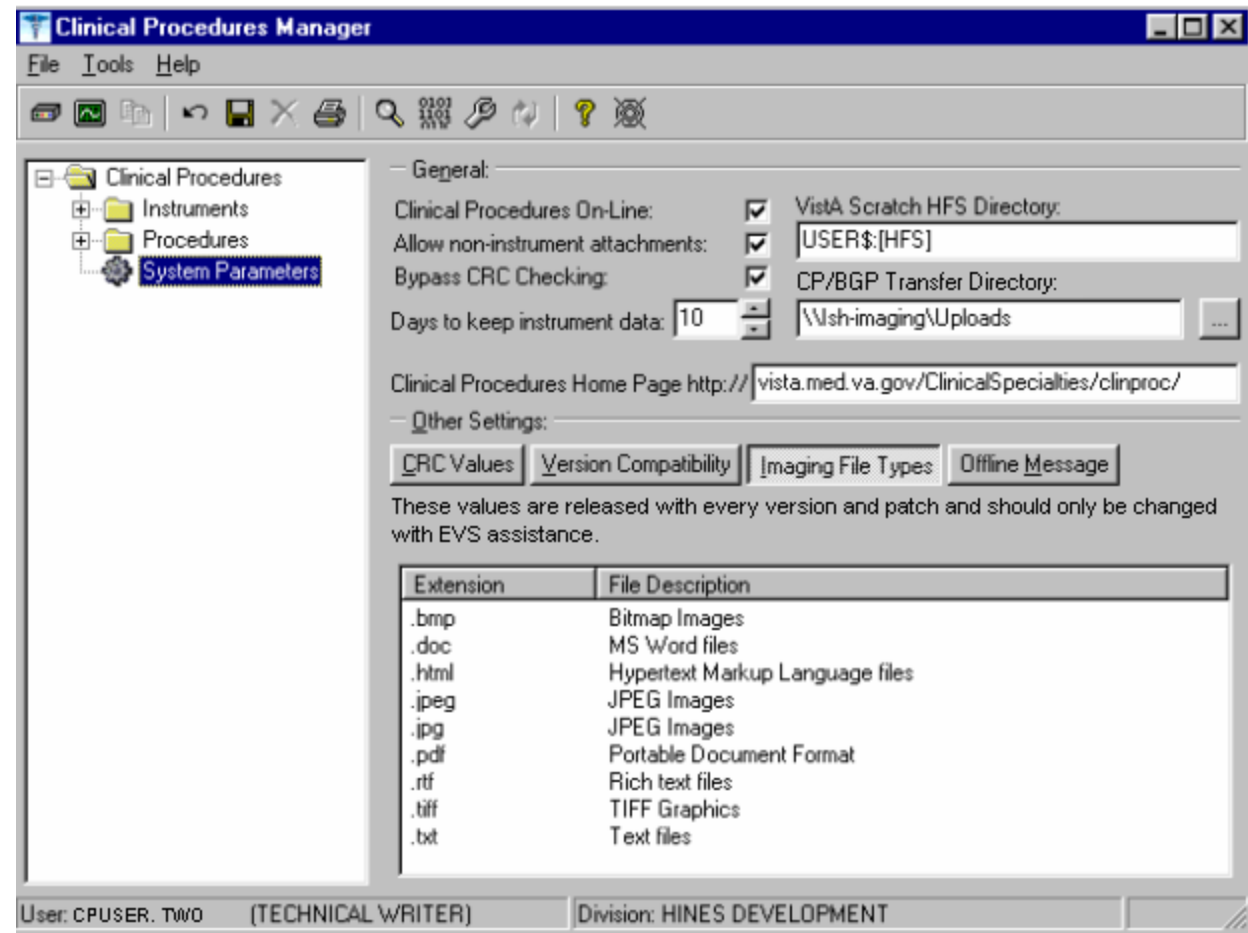 Clinical Procedures Manager
File Tools Help
Clinical Procedures
Instruments
Procedures
System Parameters
General:
Clinical Procedures On-Line:
Allow non-instrument attachments:
Bypass CRC Checking:
Days to keep instrument data: 10
VistA Scratch HFS Directory:
USER$:[HFS]
CP/BGP Transfer Directory:
\\Ish-imaging\Uploads
...
Clinical Procedures Home Page http:// vista.med.va.gov/ClinicalSpecialties/clinproc/
Other Settings:
CRC Values Version Compatibility Imaging File Types Offline Message
These values are released with every version and patch and should only be changed
with EVS assistance.
Extension File Description
.bmp Bitmap Images
.doc MS Word files
.html Hypertext Markup Language files
.jpeg JPEG Images
.jpg JPEG Images
.pdf Portable Document Format
.rtf Rich text files
.tiff TIFF Graphics
.txt Text files
User: CPUSER. TWO (TECHNICAL WRITER) Division: HINES DEVELOPMENT